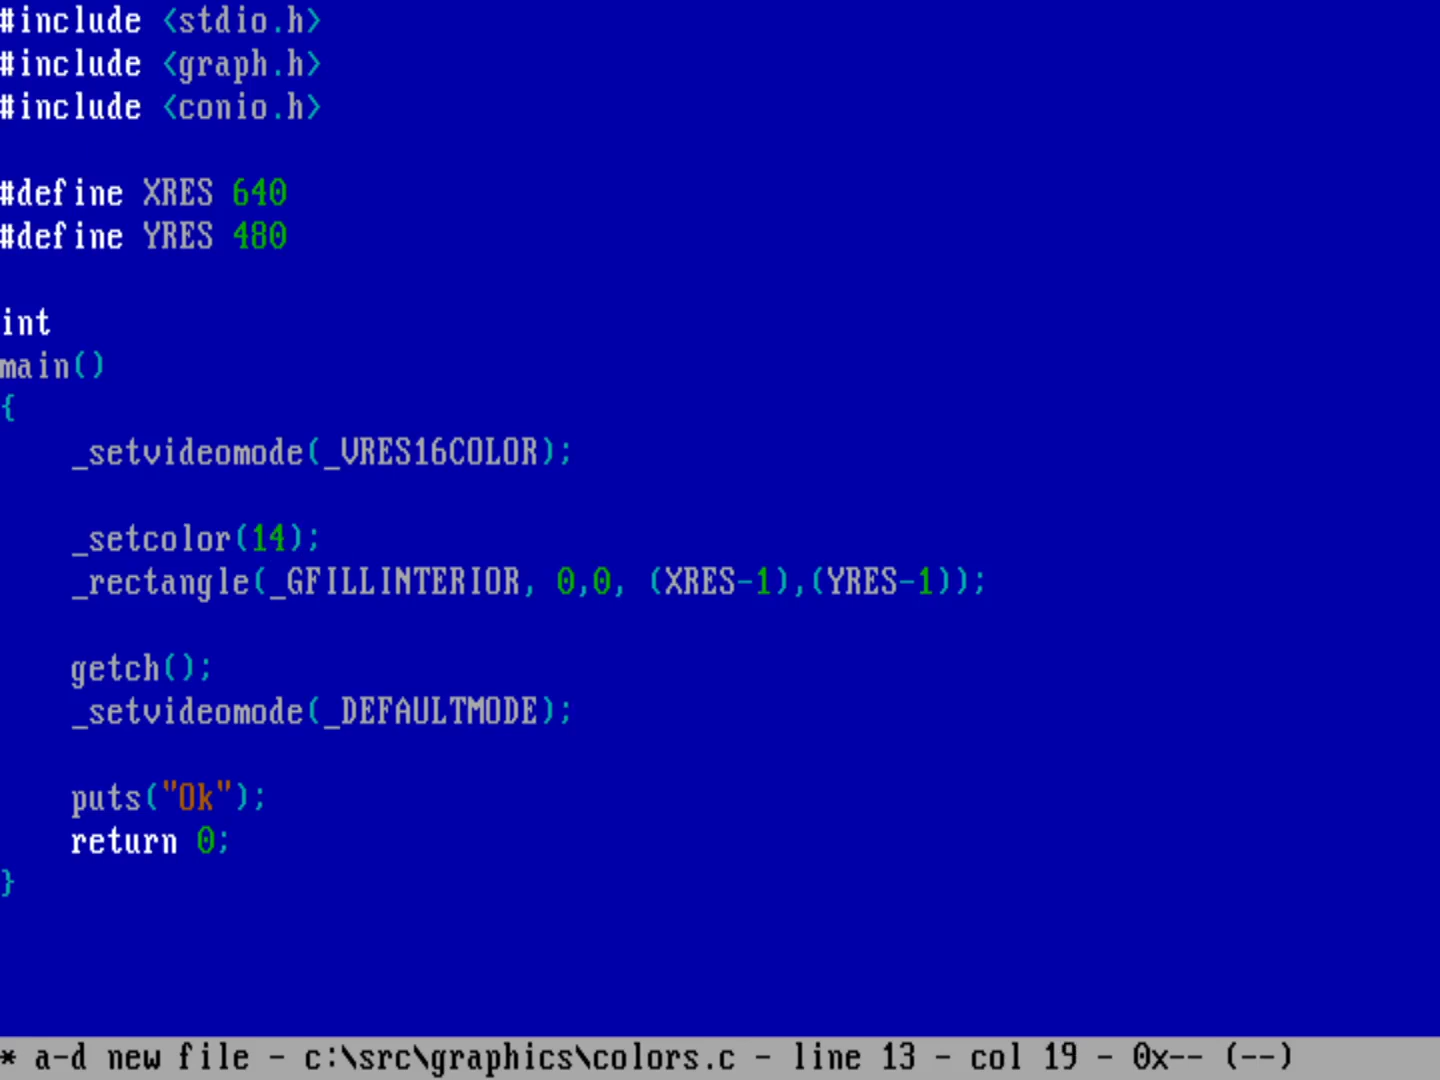 #include <stdio.h>
#include <graph.h>
#include <conio.h>

#define XRES 640
#define YRES 480

int
main()
{
    _setvideomode(_VRES16COLOR);

    _setcolor(14);
    _rectangle(_GFILLINTERIOR, 0,0, (XRES-1),(YRES-1));

    getch();
    _setvideomode(_DEFAULTMODE);

    puts("Ok");
    return 0;
}
* a-d new file - c:\src\graphics\colors.c - line 13 - col 19 - 0x-- (--)